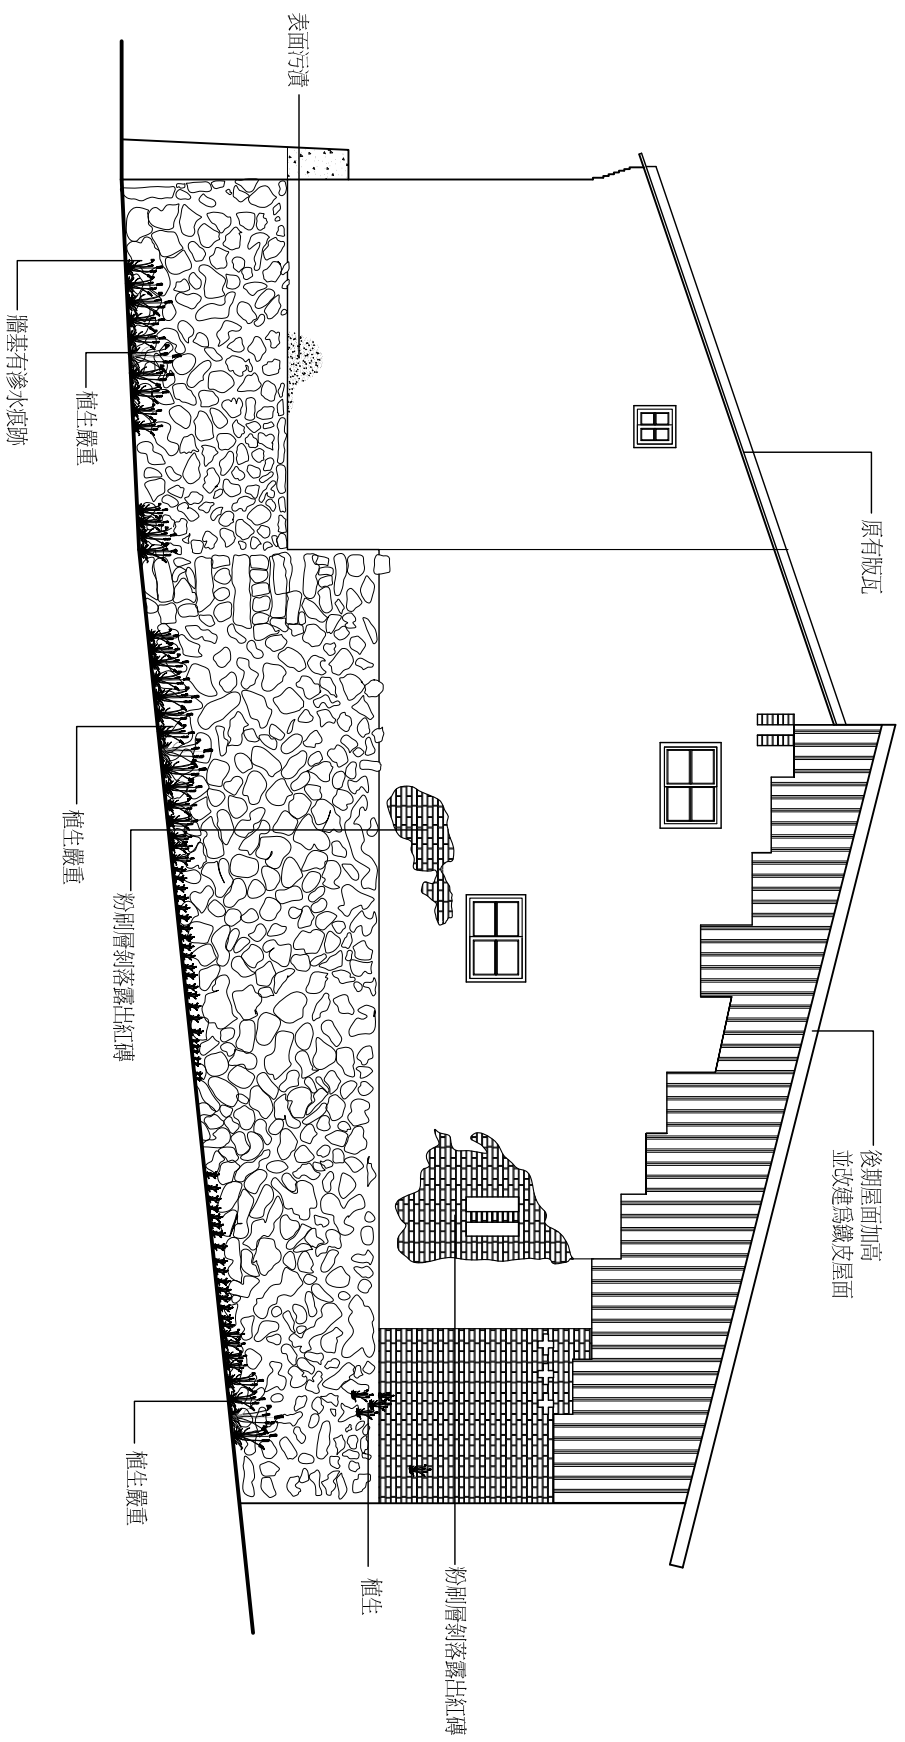 表面污漬
牆基有滲水痕跡
植生嚴重
原有版瓦
植生嚴重
粉刷層剝落露出紅磚
後期屋面加高
並改建為鐵皮屋面
植生嚴重
植生
粉刷層剝落露出紅磚